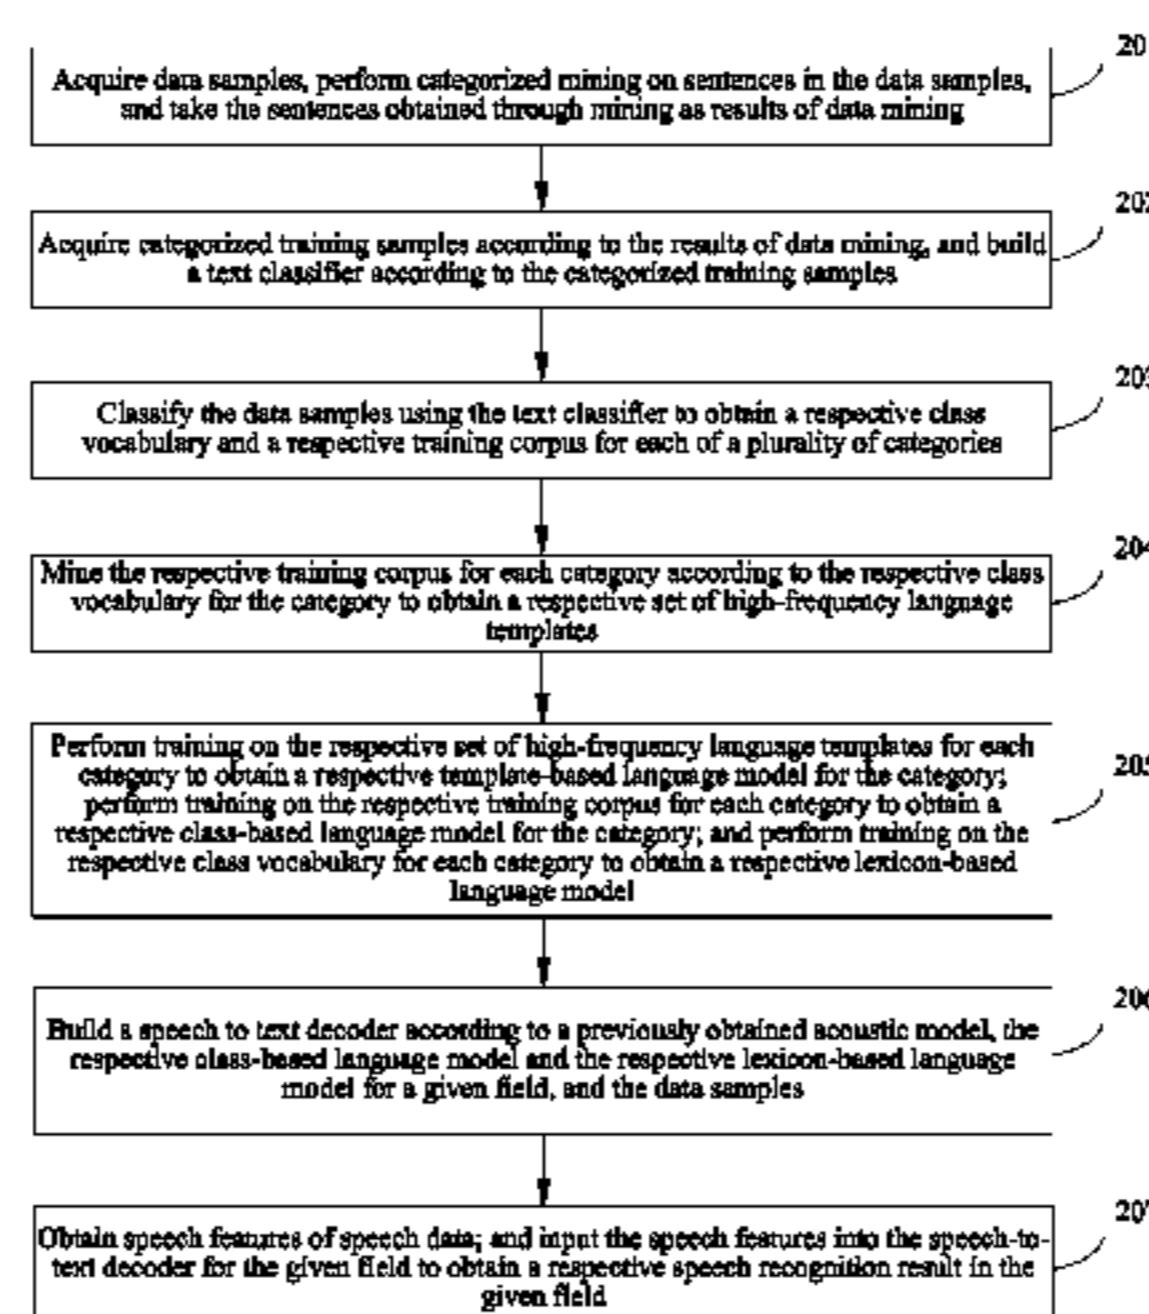 20
Acquire data samples, perform categorized mining on sentences in the data samples,
and take the sentences obtained through mining as results of data mining
202
Acquire categorized training samples according to the results of data mining, and build
a text classifier according to the categorized training samples
203
Classify the data samples using the text classifier to obtain a respective class
vocabulary and a respective training corpus for each of a plurality of categories
204
Mine the respective training corpus for each category according to the respective class
vocabulary for the category to obtain a respective set of high-frequency language
templates
Perform training on the respective set of high-frequency language templates for each
205
category to obtain a respective template-based language model for the category;
perform training on the respective training corpus for each category to obtain a
respective class-based language model for the category; and perform training on the
respective class vocabulary for each category to obtain a respective lexicon-based
language model
206
Build a speech to text decoder according to a previously obtained acoustic model, the
respective class-based language model and the respective lexicon-based language
model for a given field, and the data samples
207
Obtain speech features of speech data; and input the speech features into the speech-to-
text decoder for the given field to obtain a respective speech recognition result in the
given field